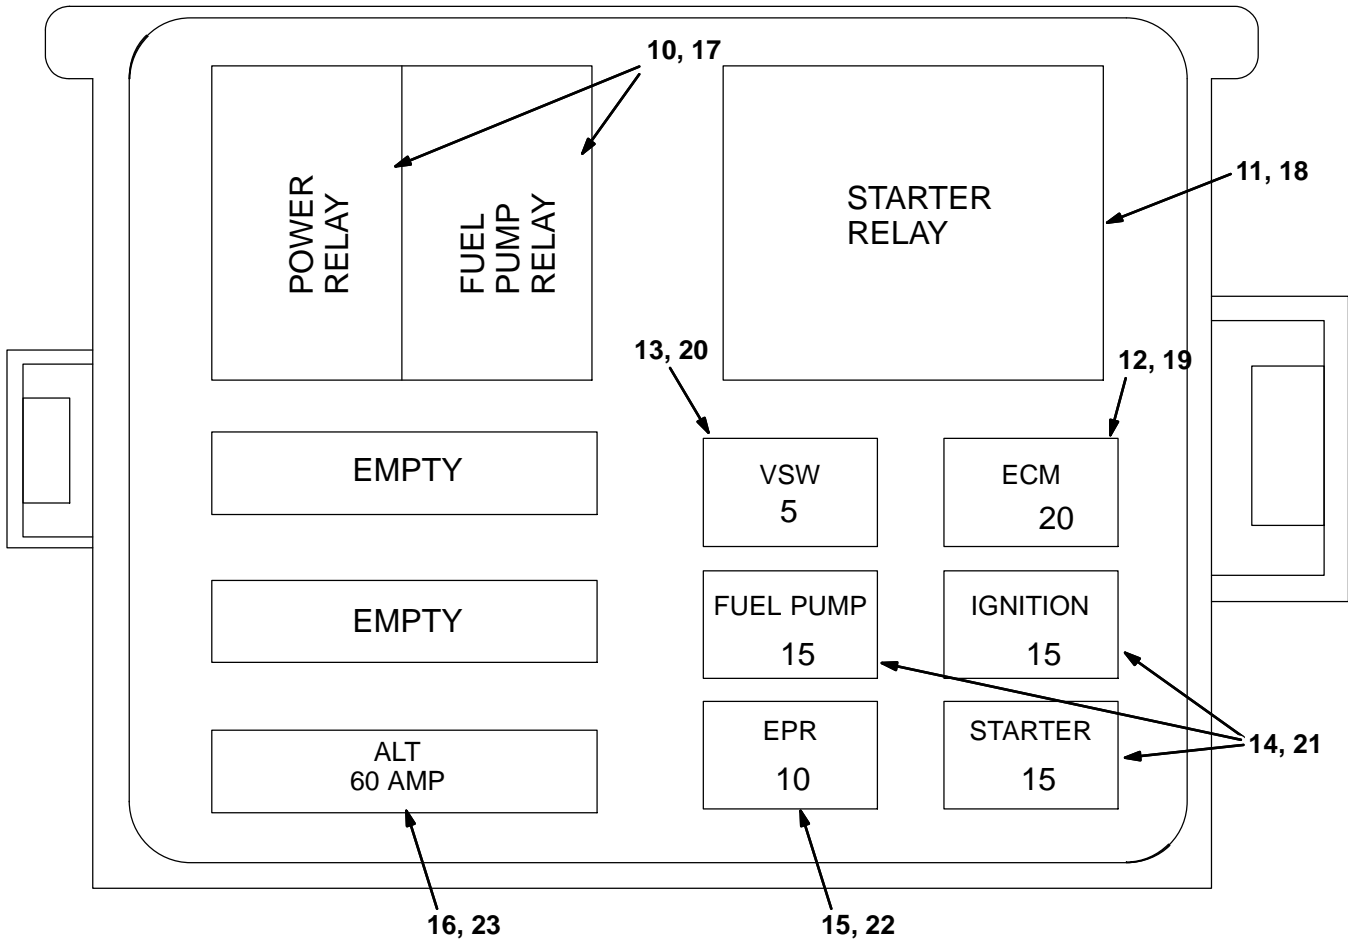 10, 17
POWER
RELAY
FUEL
PUMP
RELAY
STARTER
RELAY
11, 18
13, 20
12, 19
EMPTY
VSW
5
ECM
20
EMPTY
FUEL PUMP
15
IGNITION
15
ALT
60 AMP
EPR
10
STARTER
15
14, 21
16, 23
15, 22